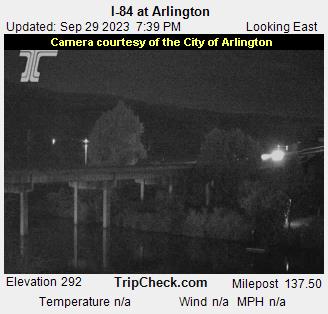 I-84 at Arlington
Updated: Sep 29 2023 7:39 PM Looking East
Camera courtesy of the City of Arlington
Elevation 292 TripCheck.com Milepost 137.50
Temperature n/a Wind n/a MPH n/a